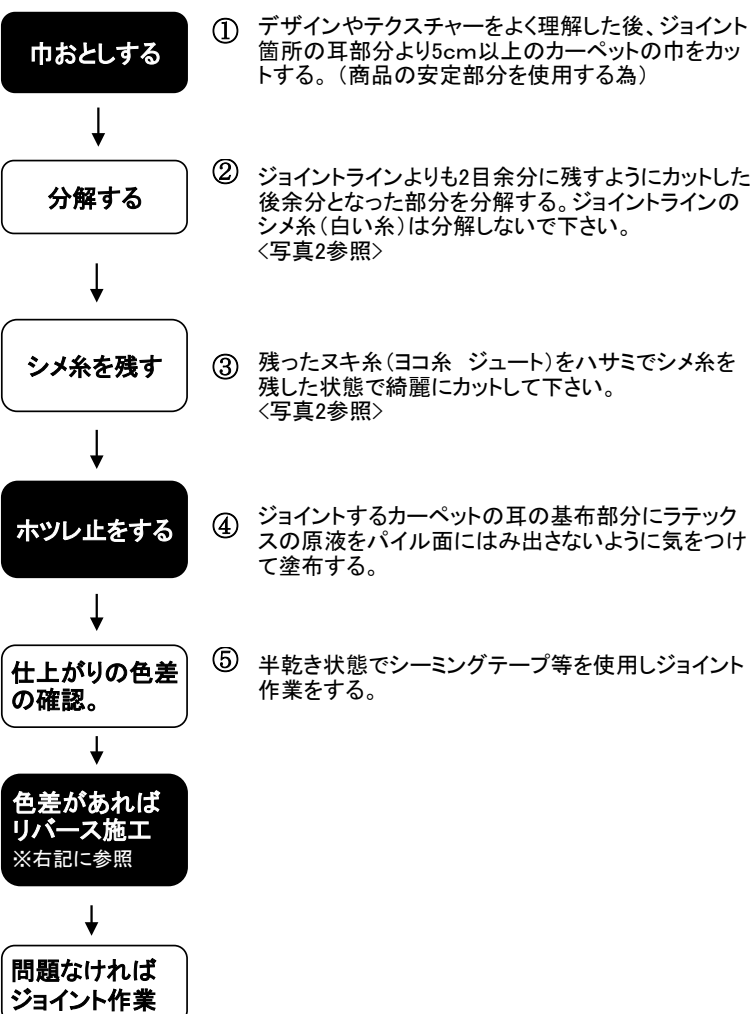 巾おとしする
① デザインやテクスチャーをよく理解した後、ジョイント
箇所の耳部分より5cm以上のカーペットの巾をカッ
トする。（商品の安定部分を使用する為）
分解する
② ジョイントラインよりも2目余分に残すようにカットした
後余分となった部分を分解する。ジョイントラインの
シメ糸（白い糸）は分解しないで下さい。
<写真2参照>
シメ糸を残す
③ 残ったヌキ糸（ヨコ糸　ジュート）をハサミでシメ糸を
残した状態で綺麗にカットして下さい。
<写真2参照>
ホツレ止をする
④ ジョイントするカーペットの耳の基布部分にラテック
スの原液をパイル面にはみ出さないように気をつけ
て塗布する。
仕上がりの色差
の確認。
⑤ 半乾き状態でシーミングテープ等を使用しジョイント
作業をする。
色差があれば
リバース施工
※右記に参照
問題なければ
ジョイント作業